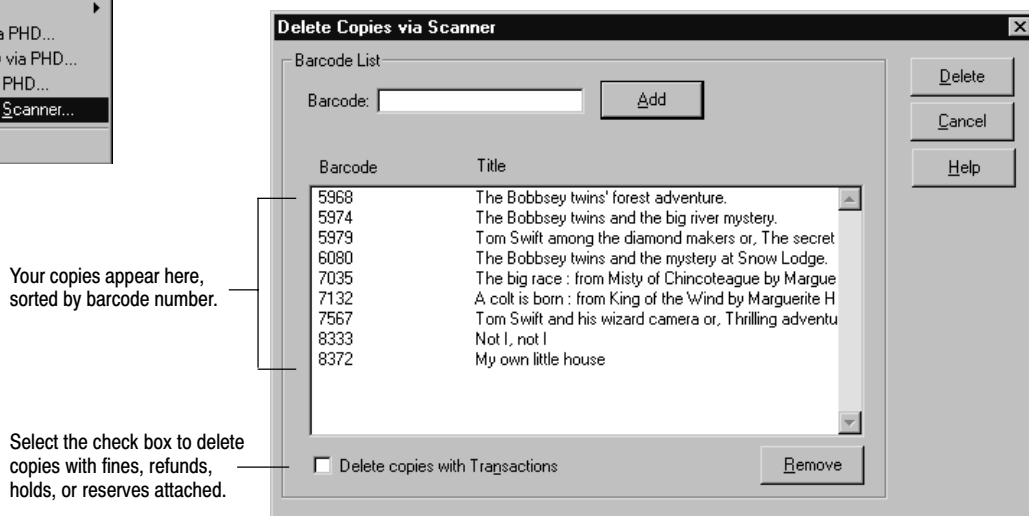 a PHD...
via PHD...
PHD...
Scanner...
Delete Copies via Scanner
Barcode List
Barcode:
Add
Delete
Cancel
Help
Barcode Title
5968 The Bobbsey twins' forest adventure.
5974 The Bobbsey twins and the big river mystery.
5979 Tom Swift among the diamond makers or, The secret
6080 The Bobbsey twins and the mystery at Snow Lodge.
7035 The big race : from Misty of Chincoteague by Margue
7132 A colt is born : from King of the Wind by Marguerite H
7567 Tom Swift and his wizard camera or, Thrilling adventu
8333 Not I, not I
8372 My own little house
Your copies appear here,
sorted by barcode number.
Select the check box to delete
copies with fines, refunds,
holds, or reserves attached.
Delete copies with Transactions
Remove